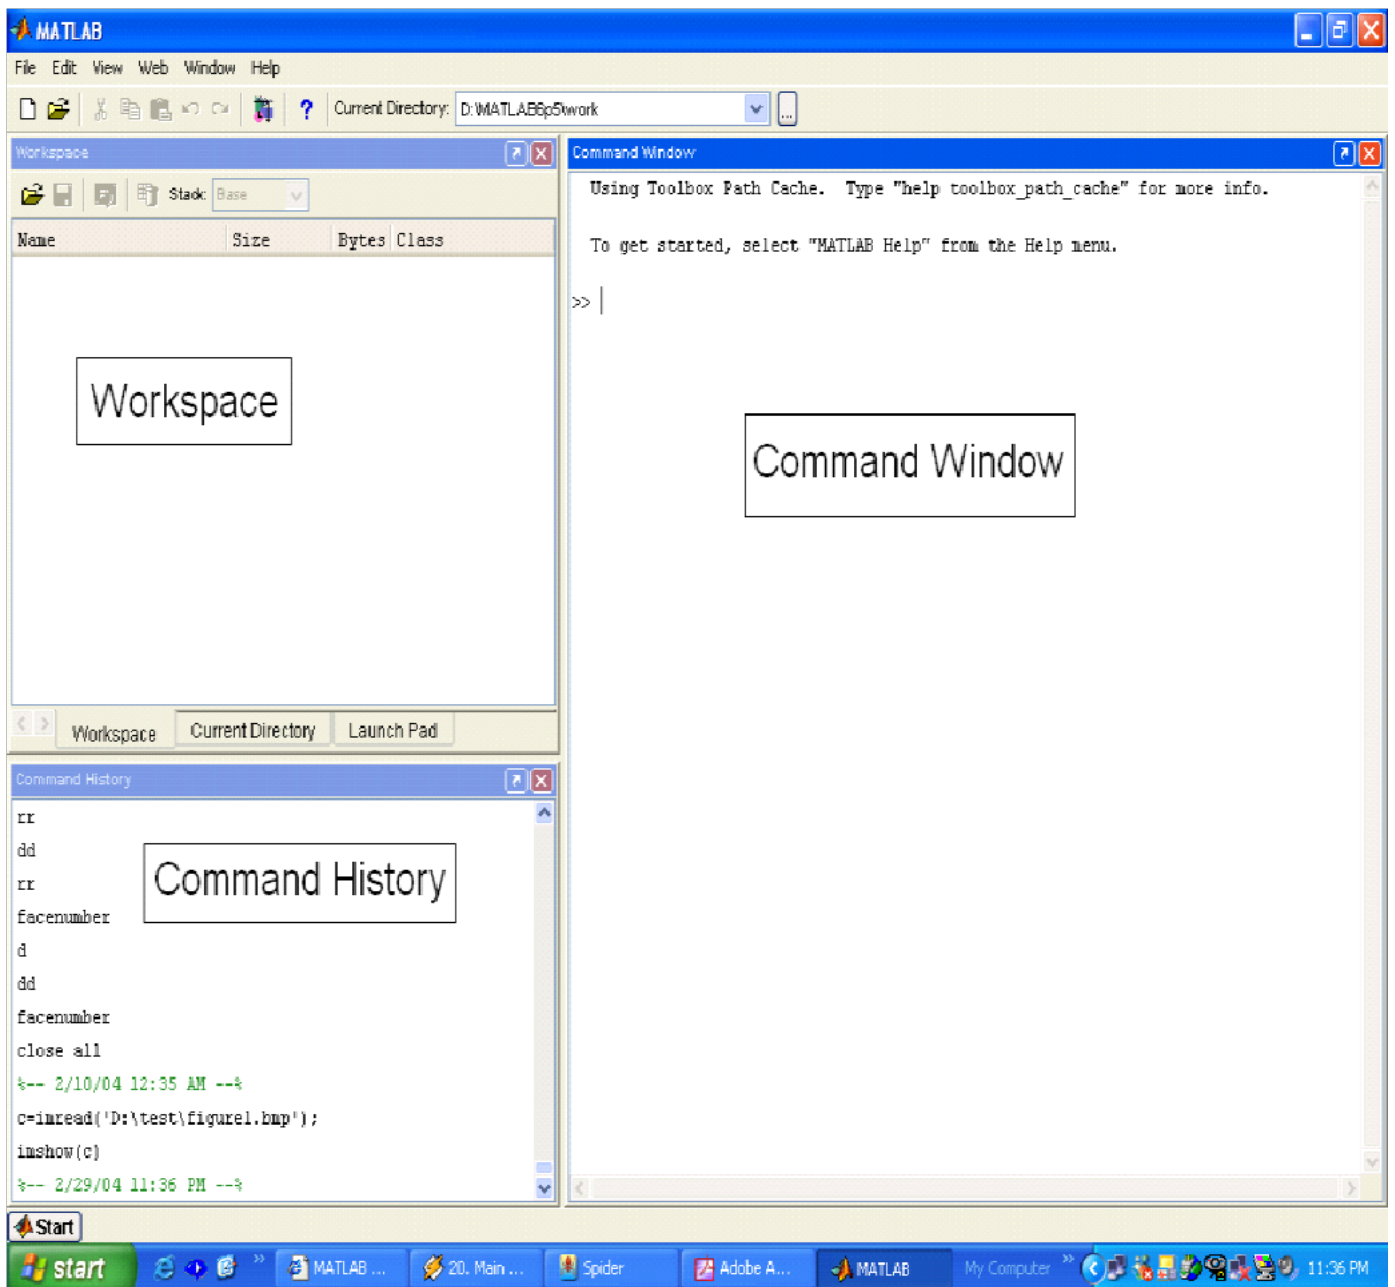 MATLAB
File Edit View Web Window Help
? Current Directory: D:\MATLAB6p5\work ...
Workspace
Stack: Base
Name Size Bytes Class
Workspace
Workspace Current Directory Launch Pad
Command History
rr
dd
rr
facenumber
d
dd
facenumber
close all
%-- 2/10/04 12:35 AM --%
c=imread('D:\test\figure1.bmp');
imshow(c)
%-- 2/29/04 11:36 PM --%
Command History
Command Window
Using Toolbox Path Cache. Type "help toolbox_path_cache" for more info.
To get started, select "MATLAB Help" from the Help menu.
>>
Command Window
Start
start » MATLAB ... 20. Main ... Spider Adobe A... MATLAB My Computer » 11:36 PM